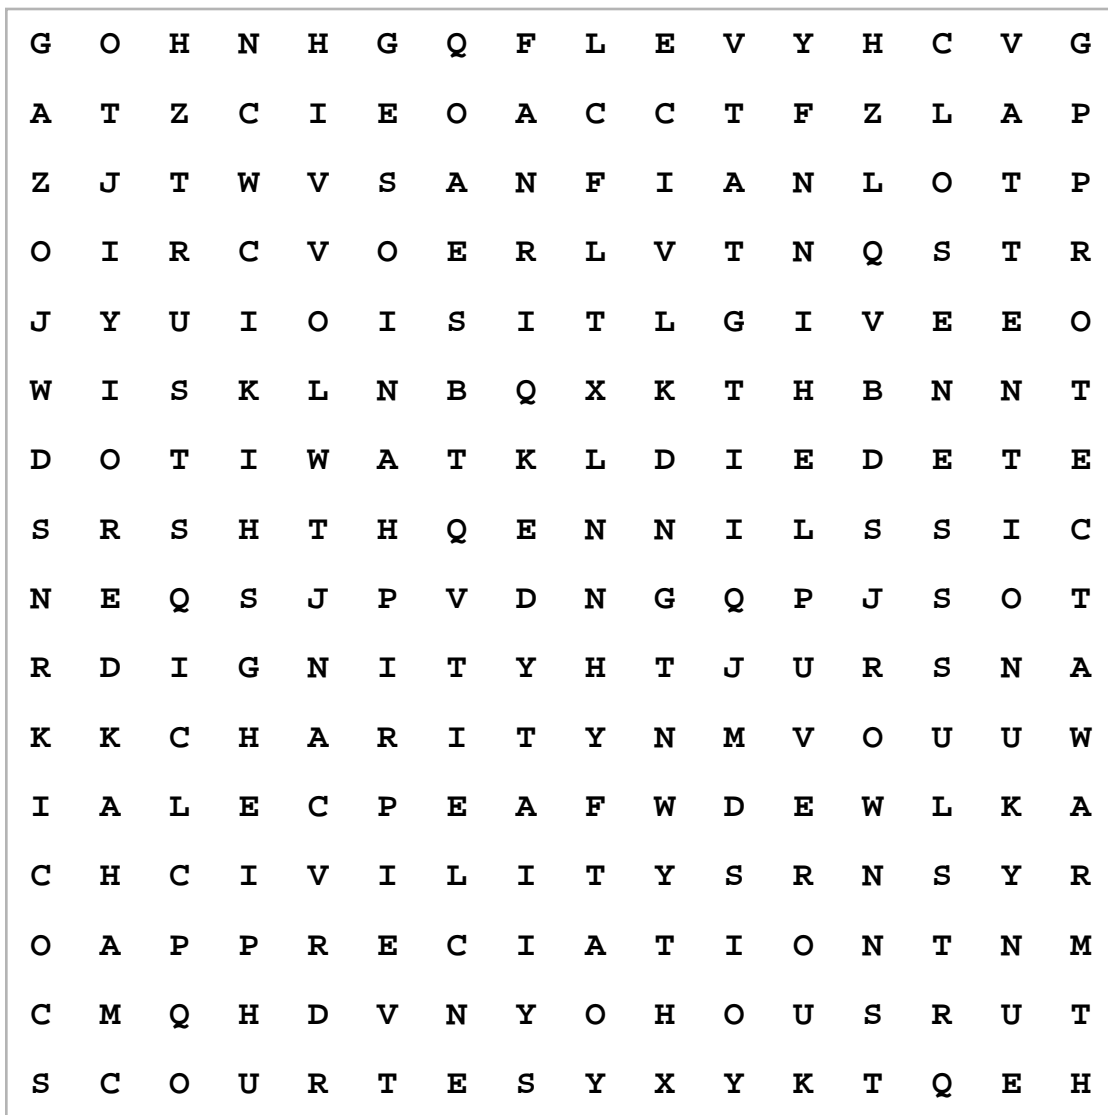 G O H N H G Q F L E V Y H C V G
A T Z C I E O A C C T F Z L A P
Z J T W V S A N F I A N L O T P
O I R C V O E R L V T N Q S T R
J Y U I O I S I T L G I V E E O
W I S K L N B Q X K T H B N N T
D O T I W A T K L D I E D E T E
S R S H T H Q E N N I L S S I C
N E Q S J P V D N G Q P J S O T
R D I G N I T Y H T J U R S N A
K K C H A R I T Y N M V O U U W
I A L E C P E A F W D E W L K A
C H C I V I L I T Y S R N S Y R
O A P P R E C I A T I O N T N M
C M Q H D V N Y O H O U S R U T
S C O U R T E S Y X Y K T Q E H